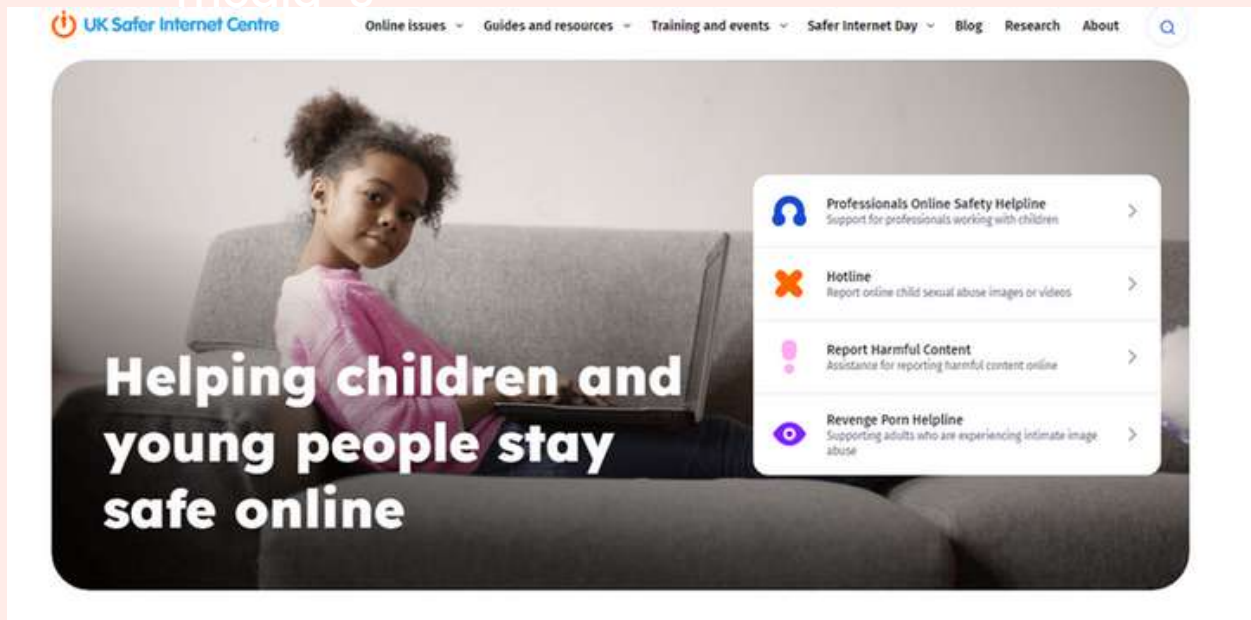 UK Safer Internet Centre
Online issues Guides and resources Training and events Safer Internet Day Blog Research About
Helping children and
young people stay
safe online
Professionals Online Safety Helpline
Support for professionals working with children
Hotline
Report online child sexual abuse images or videos
Report Harmful Content
Assistance for reporting harmful content online
Revenge Porn Helpline
Supporting adults who are experiencing intimate image
abuse